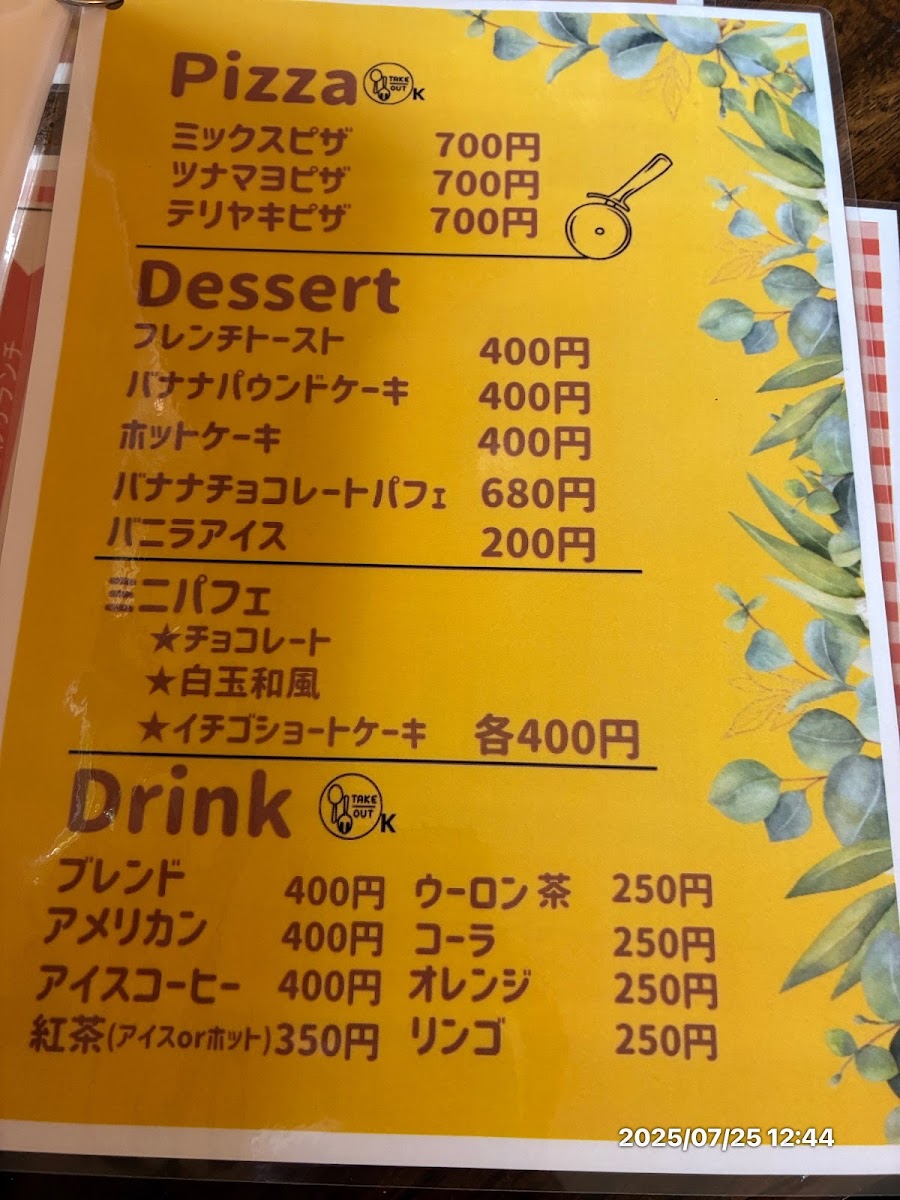 Pizza TAKE OUT OK
ミックスピザ 700円
ツナマヨピザ 700円
テリヤキピザ 700円
Dessert
フレンチトースト 400円
バナナパウンドケーキ 400円
ホットケーキ 400円
バナナチョコレートパフェ 680円
バニラアイス 200円
ミニパフェ
★チョコレート
★白玉和風
★イチゴショートケーキ 各400円
Drink TAKE OUT OK
ブレンド 400円 ウーロン茶 250円
アメリカン 400円 コーラ 250円
アイスコーヒー 400円 オレンジ 250円
紅茶(アイスorホット) 350円 リンゴ 250円
2025/07/25 12:44